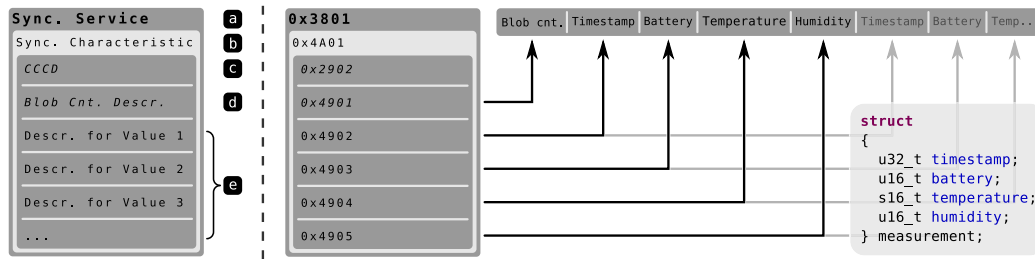 Sync. Service
a
Sync. Characteristic
b
CCCD
c
Blob Cnt. Descr.
d
Descr. for Value 1
Descr. for Value 2
e
Descr. for Value 3
...
0x3801
0x4A01
0x2902
0x4901
0x4902
0x4903
0x4904
0x4905
Blob cnt. Timestamp Battery Temperature Humidity Timestamp Battery Temp..
struct
{
u32_t timestamp;
u16_t battery;
s16_t temperature;
u16_t humidity;
} measurement;